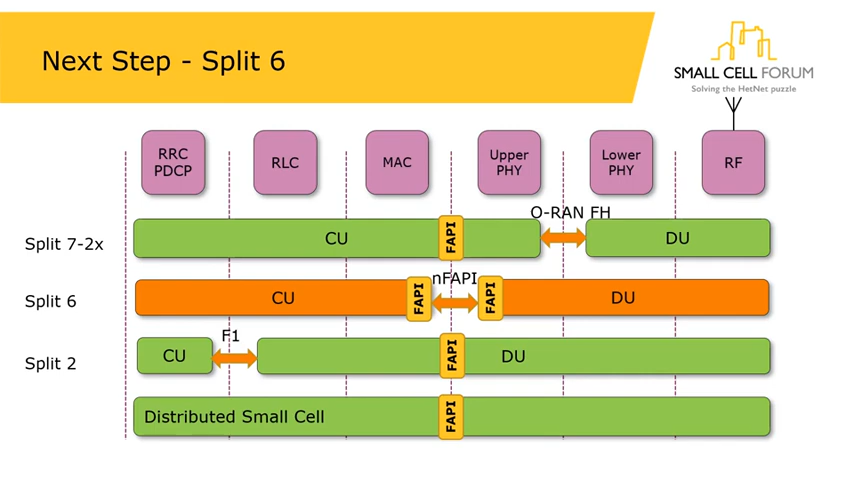 Next Step - Split 6
SMALL CELL FORUM
Solving the HetNet puzzle
RRC
PDCP
RLC
MAC
Upper
PHY
Lower
PHY
RF
O-RAN FH
Split 7-2x
CU
FAPI
DU
nFAPI
Split 6
CU
FAPI
FAPI
DU
F1
Split 2
CU
FAPI
DU
Distributed Small Cell
FAPI